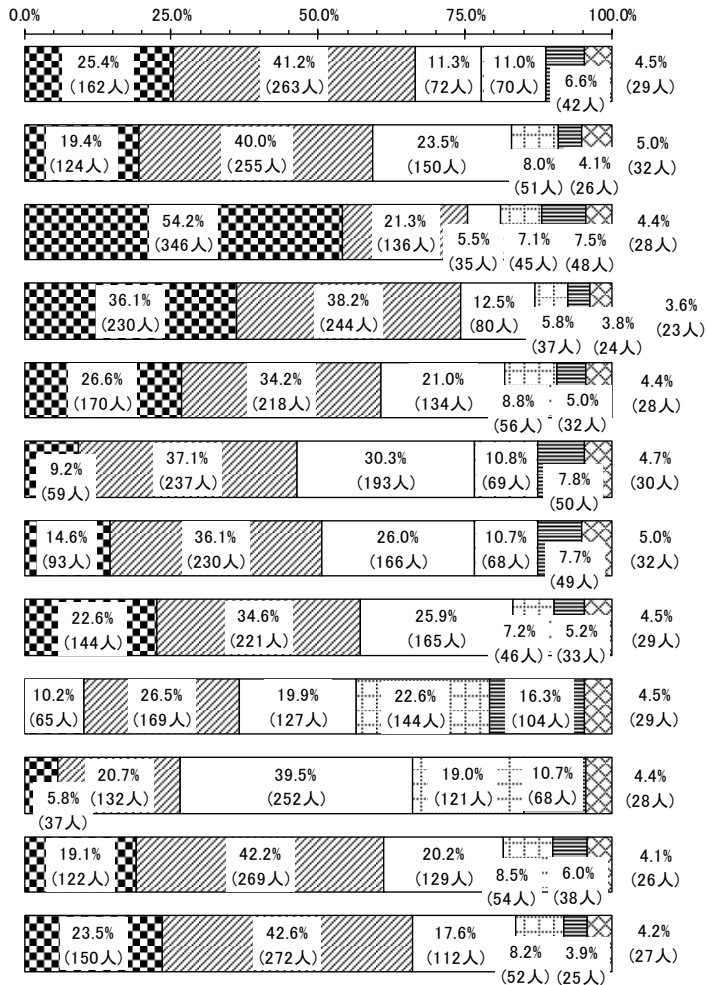 0.0% 25.0% 50.0% 75.0% 100.0%
25.4% 41.2% 11.3% 11.0% 4.5%
(162人) (263人) (72人) (70人) 6.6% (29人)
(42人)
19.4% 40.0% 23.5% 5.0%
(124人) (255人) (150人) 8.0% 4.1% (32人)
(51人) (26人)
54.2% 21.3% 4.4%
(346人) (136人) 5.5% 7.1% 7.5% (28人)
(35人) (45人) (48人)
36.1% 38.2% 12.5% 3.6%
(230人) (244人) (80人) 5.8% 3.8% (23人)
(37人) (24人)
26.6% 34.2% 21.0% 4.4%
(170人) (218人) (134人) 8.8% 5.0% (28人)
(56人) (32人)
37.1% 30.3% 10.8% 4.7%
9.2% (237人) (193人) (69人) 7.8% (30人)
(59人) (50人)
14.6% 36.1% 26.0% 10.7% 5.0%
(93人) (230人) (166人) (68人) 7.7% (32人)
(49人)
22.6% 34.6% 25.9% 4.5%
(144人) (221人) (165人) 7.2% 5.2% (29人)
(46人) (33人)
10.2% 26.5% 19.9% 22.6% 16.3% 4.5%
(65人) (169人) (127人) (144人) (104人) (29人)
20.7% 39.5% 19.0% 10.7% 4.4%
5.8% (132人) (252人) (121人) (68人) (28人)
(37人)
19.1% 42.2% 20.2% 4.1%
(122人) (269人) (129人) 8.5% 6.0% (26人)
(54人) (38人)
23.5% 42.6% 17.6% 4.2%
(150人) (272人) (112人) 8.2% 3.9% (27人)
(52人) (25人)